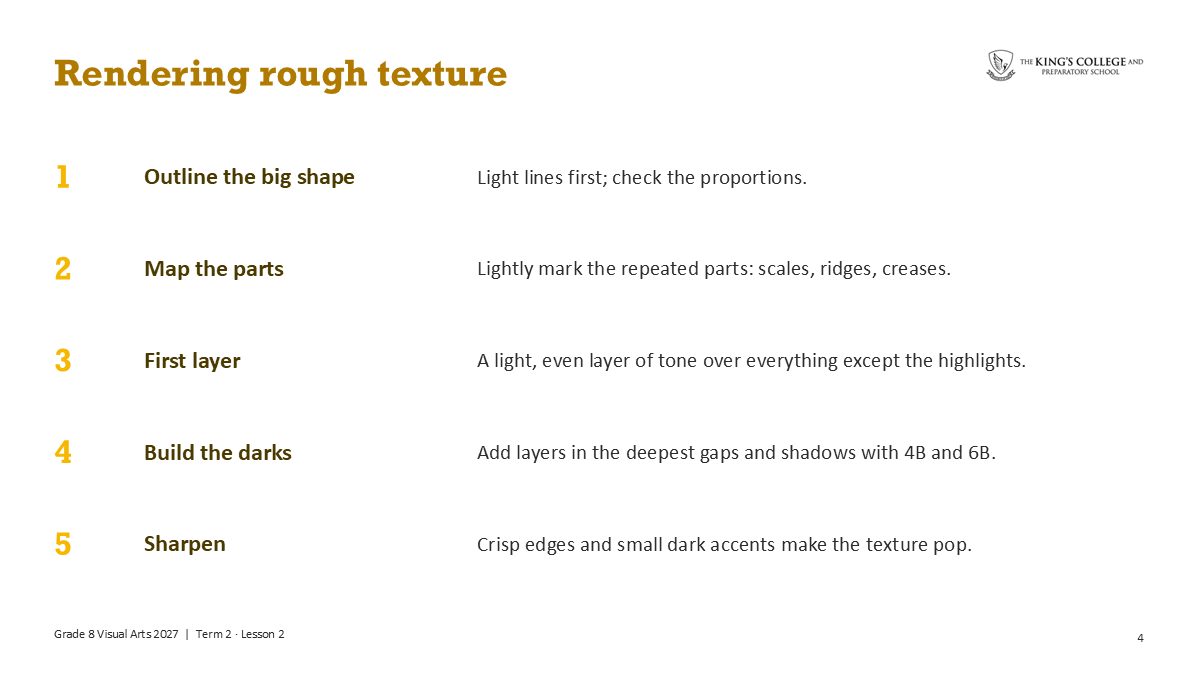 Rendering rough texture
THE KING'S COLLEGE AND
PREPARATORY SCHOOL
1 Outline the big shape Light lines first; check the proportions.
2 Map the parts Lightly mark the repeated parts: scales, ridges, creases.
3 First layer A light, even layer of tone over everything except the highlights.
4 Build the darks Add layers in the deepest gaps and shadows with 4B and 6B.
5 Sharpen Crisp edges and small dark accents make the texture pop.
Grade 8 Visual Arts 2027 | Term 2 · Lesson 2
4